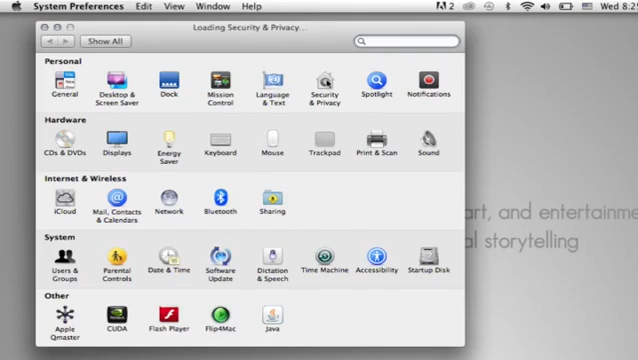 System Preferences Edit View Window Help 2 Wed 8:25
Loading Security & Privacy...
Show All
Personal
General
Desktop &
Screen Saver
Dock
Mission
Control
Language
& Text
Security
& Privacy
Spotlight
Notifications
Hardware
CDs & DVDs
Displays
Energy
Saver
Keyboard
Mouse
Trackpad
Print & Scan
Sound
Internet & Wireless
iCloud
Mail, Contacts
& Calendars
Network
Bluetooth
Sharing
art, and entertainme
al storytelling
System
Users &
Groups
Parental
Controls
Date & Time
Software
Update
Dictation
& Speech
Time Machine
Accessibility
Startup Disk
Other
Apple
Qmaster
CUDA
Flash Player
Flip4Mac
Java